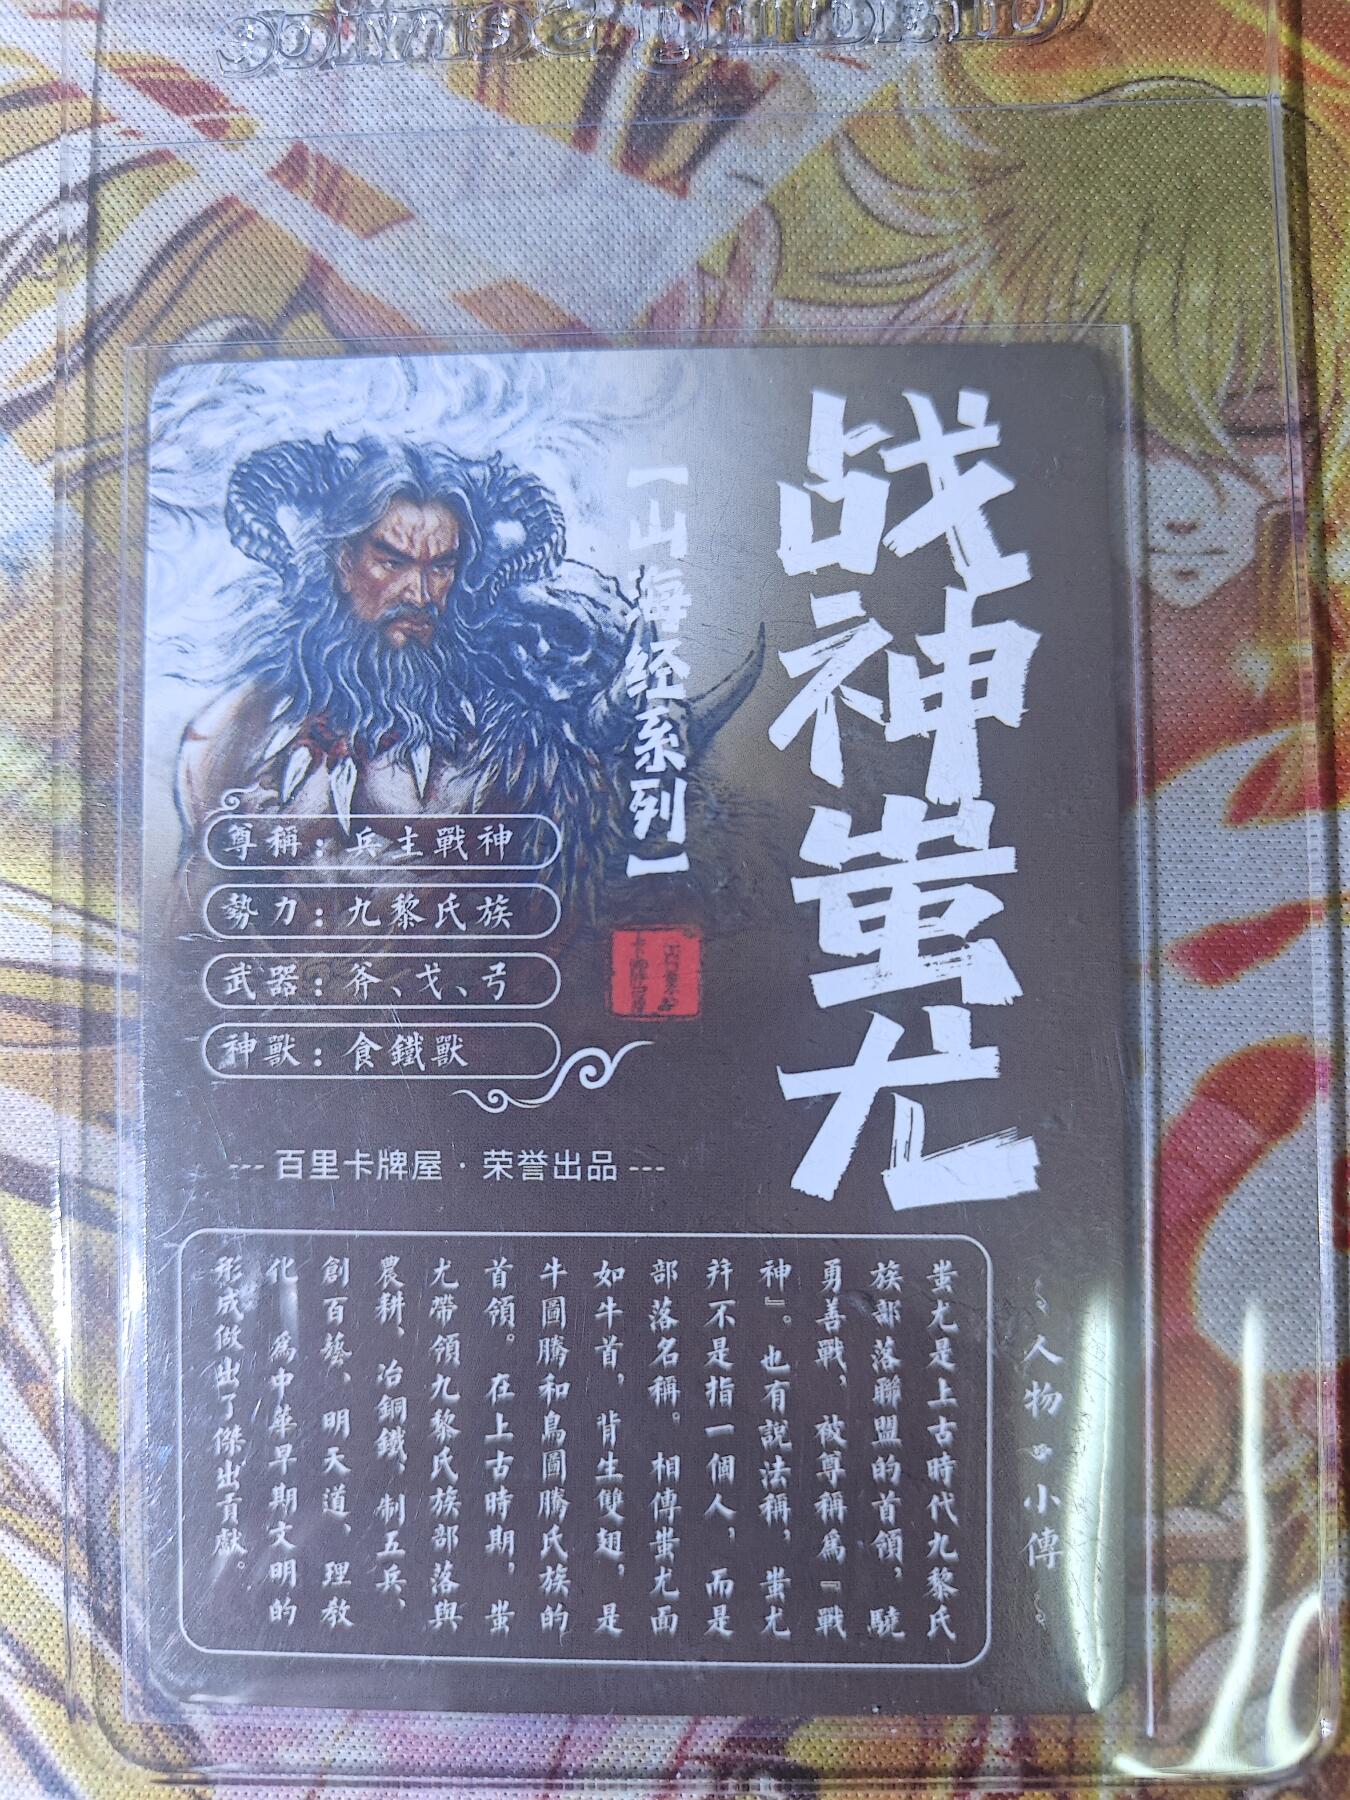 Grading Service
战神蚩尤
【山海经系列】
尊稱：兵主戰神
勢力：九黎氏族
武器：斧、戈、弓
神獸：食鐵獸
--- 百里卡牌屋 · 荣誉出品 ---
人物小傳
蚩尤是上古時代九黎氏
族部落聯盟的首領，驍
勇善戰，被尊稱爲『戰
神』。也有說法稱，蚩尤
并不是指一個人，而是
部落名稱。相傳蚩尤面
如牛首，背生雙翅，是
牛圖騰和鳥圖騰氏族的
首領。在上古時期，蚩
尤帶領九黎氏族部落與
農耕、冶銅鐵、制五兵、
創百藝、明天道、理教
化，爲中華早期文明的
形成做出了傑出貢獻。